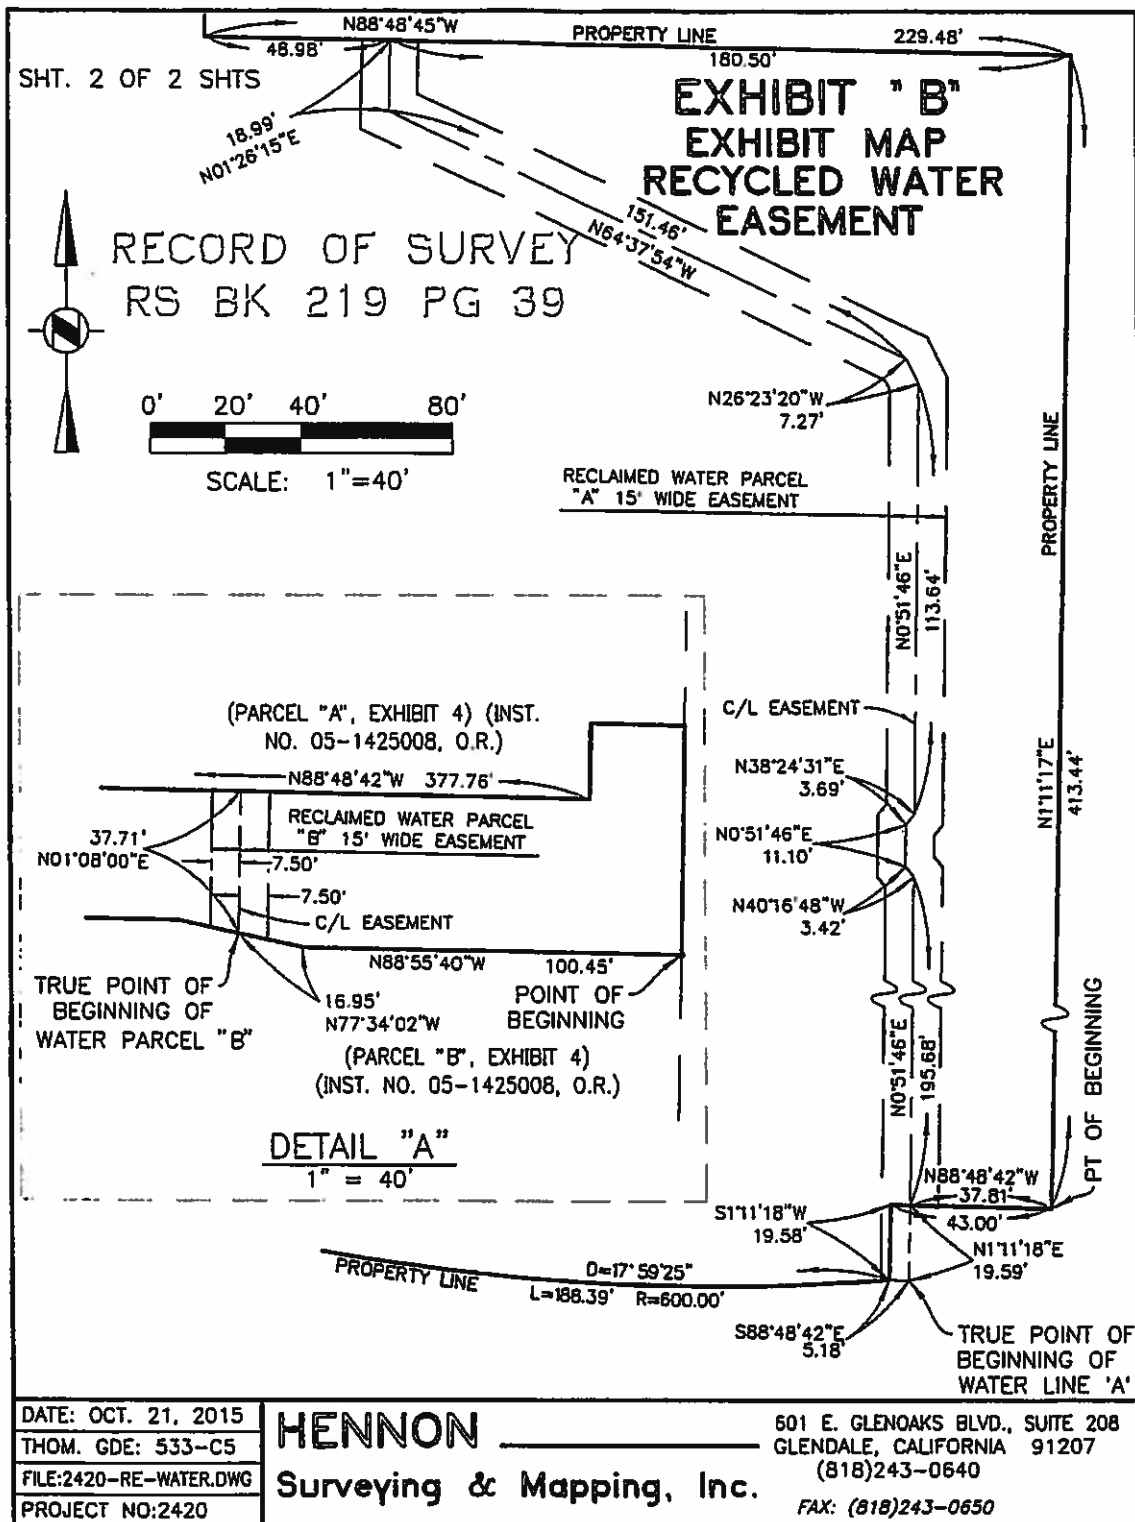 N88°48'45"W
48.98'
PROPERTY LINE
229.48'
180.50'
SHT. 2 OF 2 SHTS
EXHIBIT "B"
EXHIBIT MAP
RECYCLED WATER
EASEMENT
18.99'
N01°26'15"E
151.46'
N64°37'54"W
RECORD OF SURVEY
RS BK 219 PG 39
0' 20' 40' 80'
SCALE: 1"=40'
N26°23'20"W
7.27'
RECLAIMED WATER PARCEL
"A" 15' WIDE EASEMENT
PROPERTY LINE
N0°51'46"E
113.64'
(PARCEL "A", EXHIBIT 4) (INST.
NO. 05-1425008, O.R.)
C/L EASEMENT
N88°48'42"W 377.76'
N38°24'31"E
3.69'
N1°11'17"E
413.44'
RECLAIMED WATER PARCEL
"B" 15' WIDE EASEMENT
37.71'
N01°08'00"E
7.50'
7.50'
C/L EASEMENT
N0°51'46"E
11.10'
N40°16'48"W
3.42'
N88°55'40"W 100.45'
TRUE POINT OF
BEGINNING OF
WATER PARCEL "B"
16.95'
N77°34'02"W
POINT OF
BEGINNING
(PARCEL "B", EXHIBIT 4)
(INST. NO. 05-1425008, O.R.)
N0°51'46"E
195.68'
PT OF BEGINNING
DETAIL "A"
1" = 40'
N88°48'42"W
37.81'
43.00'
S1°11'18"W
19.58'
N1°11'18"E
19.59'
PROPERTY LINE
D=17°59'25"
L=188.39' R=600.00'
S88°48'42"E
5.18'
TRUE POINT OF
BEGINNING OF
WATER LINE 'A'
DATE: OCT. 21, 2015
THOM. GDE: 533-C5
FILE:2420-RE-WATER.DWG
PROJECT NO:2420
HENNON
Surveying & Mapping, Inc.
601 E. GLENOAKS BLVD., SUITE 208
GLENDALE, CALIFORNIA 91207
(818)243-0640
FAX: (818)243-0650